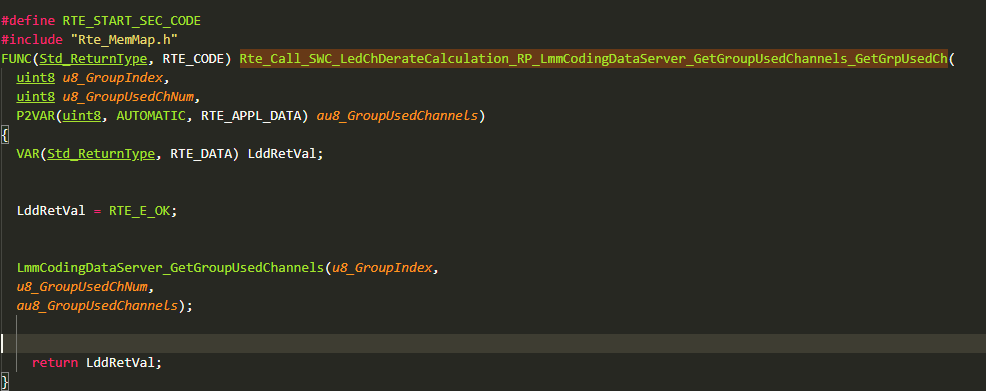 #define RTE_START_SEC_CODE
#include "Rte_MemMap.h"
FUNC(Std_ReturnType, RTE_CODE) Rte_Call_SWC_LedChDerateCalculation_RP_LmmCodingDataServer_GetGroupUsedChannels_GetGrpUsedCh(
  uint8 u8_GroupIndex,
  uint8 u8_GroupUsedChNum,
  P2VAR(uint8, AUTOMATIC, RTE_APPL_DATA) au8_GroupUsedChannels)
{
  VAR(Std_ReturnType, RTE_DATA) LddRetVal;
  LddRetVal = RTE_E_OK;
  LmmCodingDataServer_GetGroupUsedChannels(u8_GroupIndex,
  u8_GroupUsedChNum,
  au8_GroupUsedChannels);
    return LddRetVal;
}